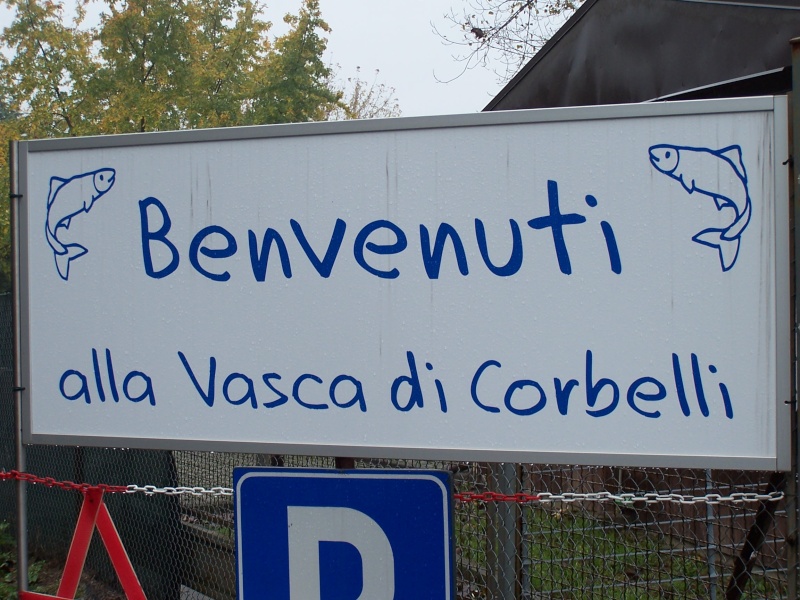 Benvenuti
alla Vasca di Corbelli
P